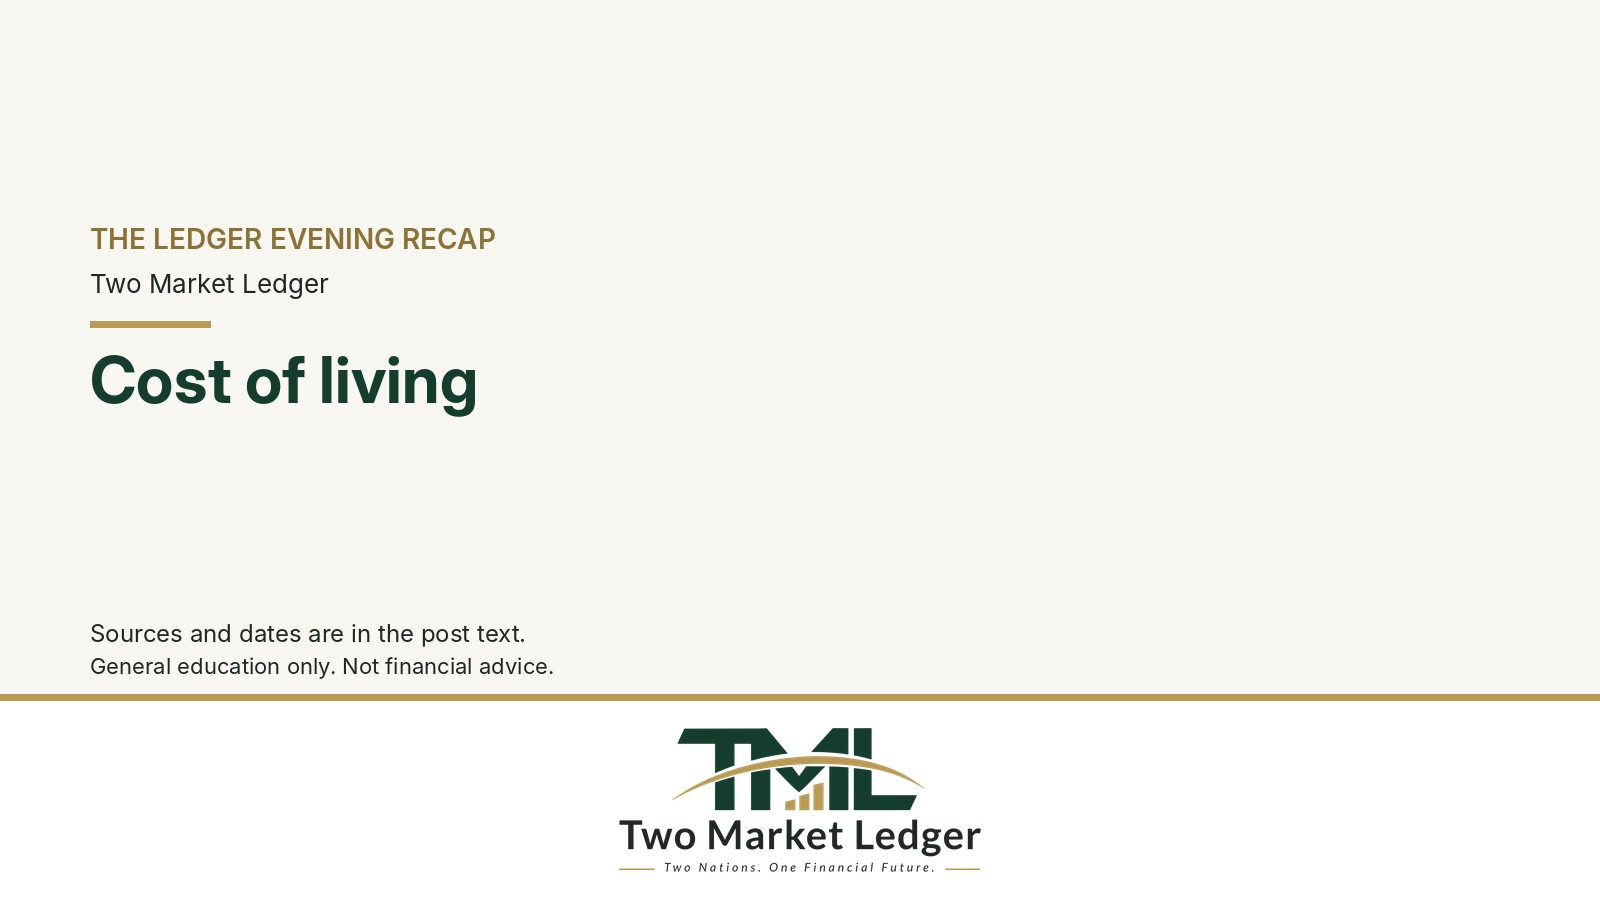 THE LEDGER EVENING RECAP
Two Market Ledger
Cost of living
Sources and dates are in the post text.
General education only. Not financial advice.
TML
Two Market Ledger
Two Nations. One Financial Future.